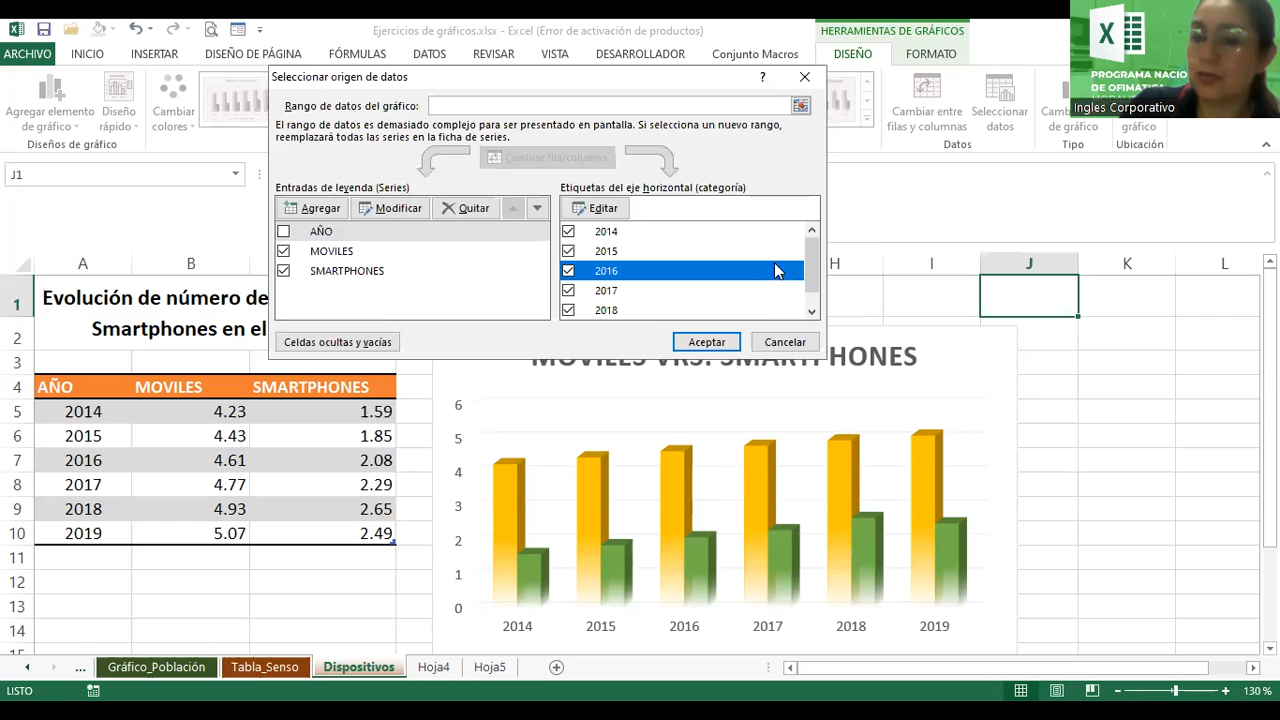 Ejercicios de gráficos.xlsx - Excel (Error de activación de productos)
HERRAMIENTAS DE GRÁFICOS
ARCHIVO INICIO INSERTAR DISEÑO DE PÁGINA FÓRMULAS DATOS REVISAR VISTA DESARROLLADOR Conjunto Macros DISEÑO FORMATO
PROGRAMA NACIO
DE OFIMÁTICA
Ingles Corporativo
Agregar elemento
de gráfico
Diseño
rápido
Cambiar
colores
Diseños de gráfico
Cambiar entre
filas y columnas
Seleccionar
datos
Datos
de gráfico
Tipo
gráfico
Ubicación
Seleccionar origen de datos
?
Rango de datos del gráfico:
El rango de datos es demasiado complejo para ser presentado en pantalla. Si selecciona un nuevo rango,
reemplazará todas las series en la ficha de series.
Cambiar fila/columna
Entradas de leyenda (Series)
Agregar Modificar Quitar
AÑO
MOVILES
SMARTPHONES
Etiquetas del eje horizontal (categoría)
Editar
2014
2015
2016
2017
2018
Celdas ocultas y vacías
Aceptar Cancelar
J1
A B H I J K L
1 Evolución de número de
2 Smartphones en el
3
4 AÑO MOVILES SMARTPHONES
5 2014 4.23 1.59
6 2015 4.43 1.85
7 2016 4.61 2.08
8 2017 4.77 2.29
9 2018 4.93 2.65
10 2019 5.07 2.49
11
12
13
14
MOVILES VRS. SMARTPHONES
6
5
4
3
2
1
0
2014 2015 2016 2017 2018 2019
... Gráfico_Población Tabla_Senso Dispositivos Hoja4 Hoja5
LISTO
130 %